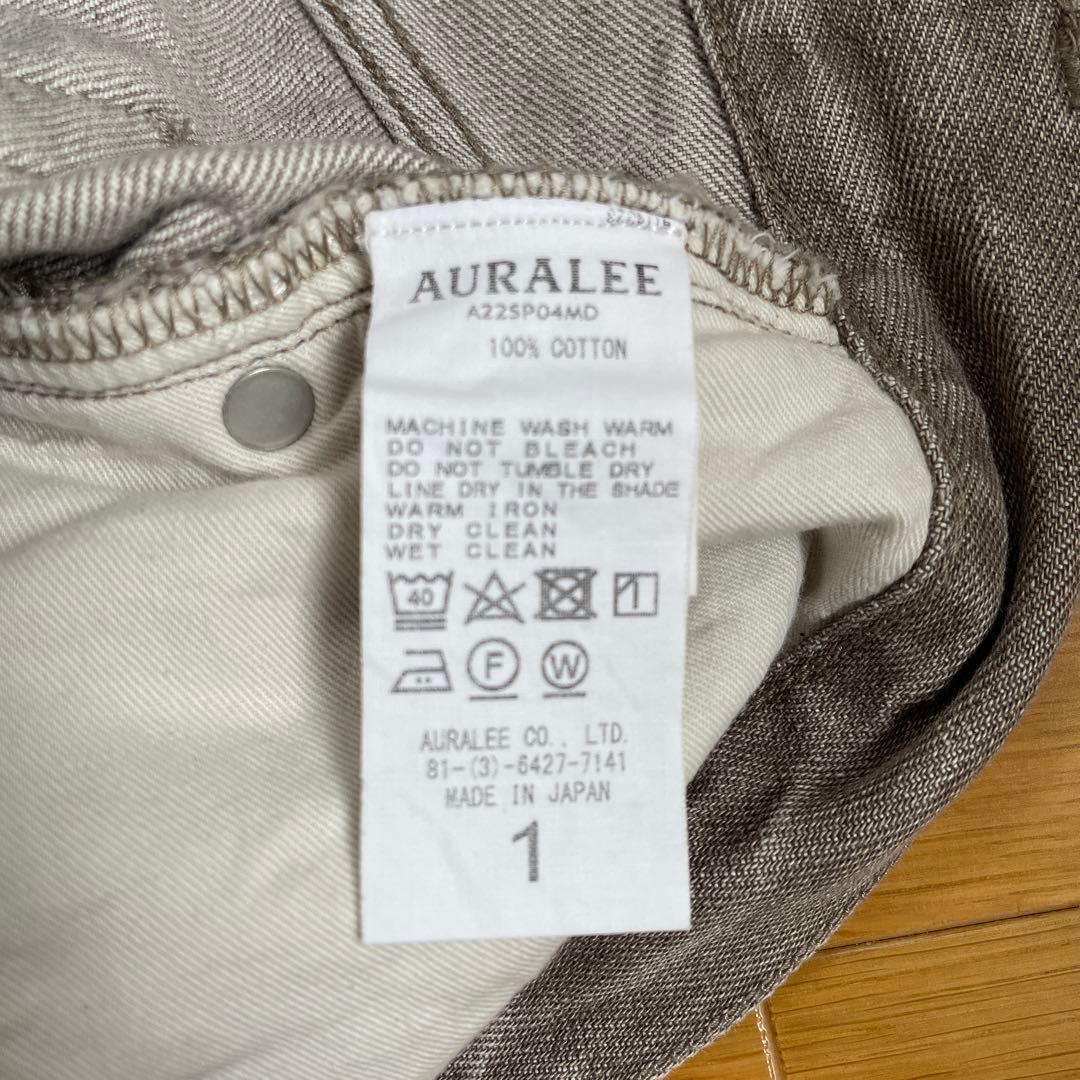 AURALEE
A22SP04MD
100% COTTON
MACHINE WASH WARM
DO NOT BLEACH
DO NOT TUMBLE DRY
LINE DRY IN THE SHADE
WARM IRON
DRY CLEAN
WET CLEAN
40
F W
AURALEE CO., LTD.
81-(3)-6427-7141
MADE IN JAPAN
1